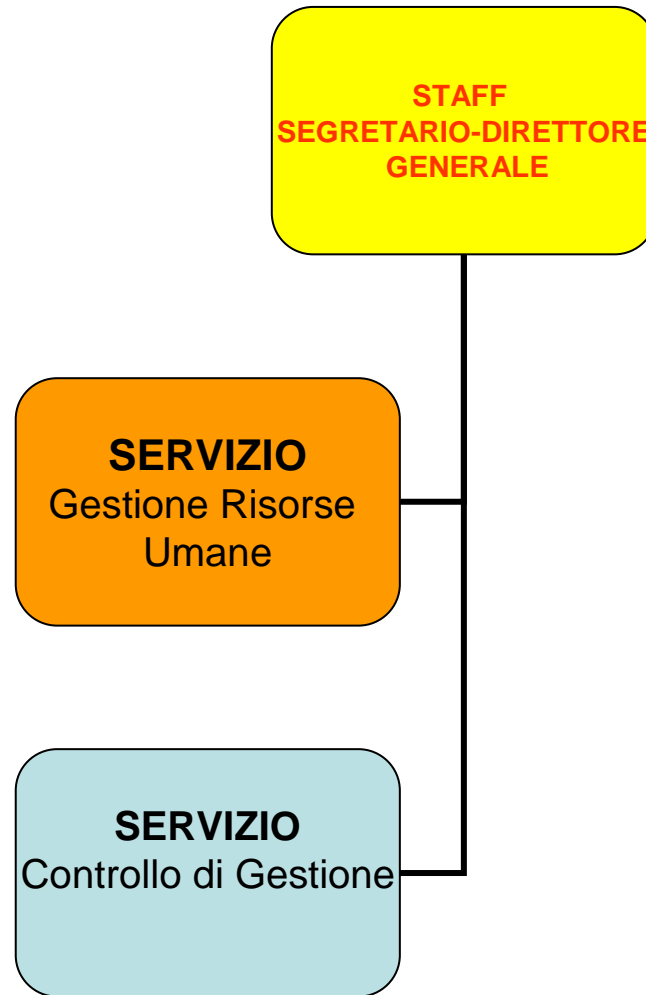 STAFF
SEGRETARIO-DIRETTORE
GENERALE
SERVIZIO
Gestione Risorse
Umane
SERVIZIO
Controllo di Gestione